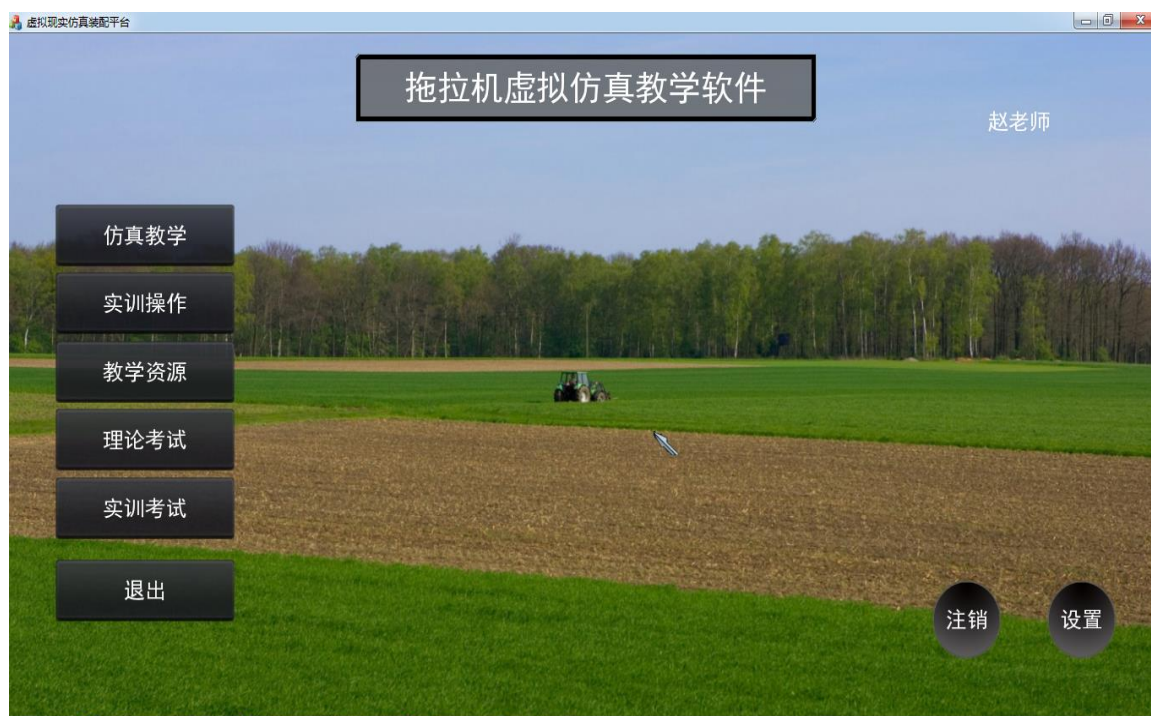 虚拟现实仿真装配平台
拖拉机虚拟仿真教学软件
赵老师
仿真教学
实训操作
教学资源
理论考试
实训考试
退出
注销
设置